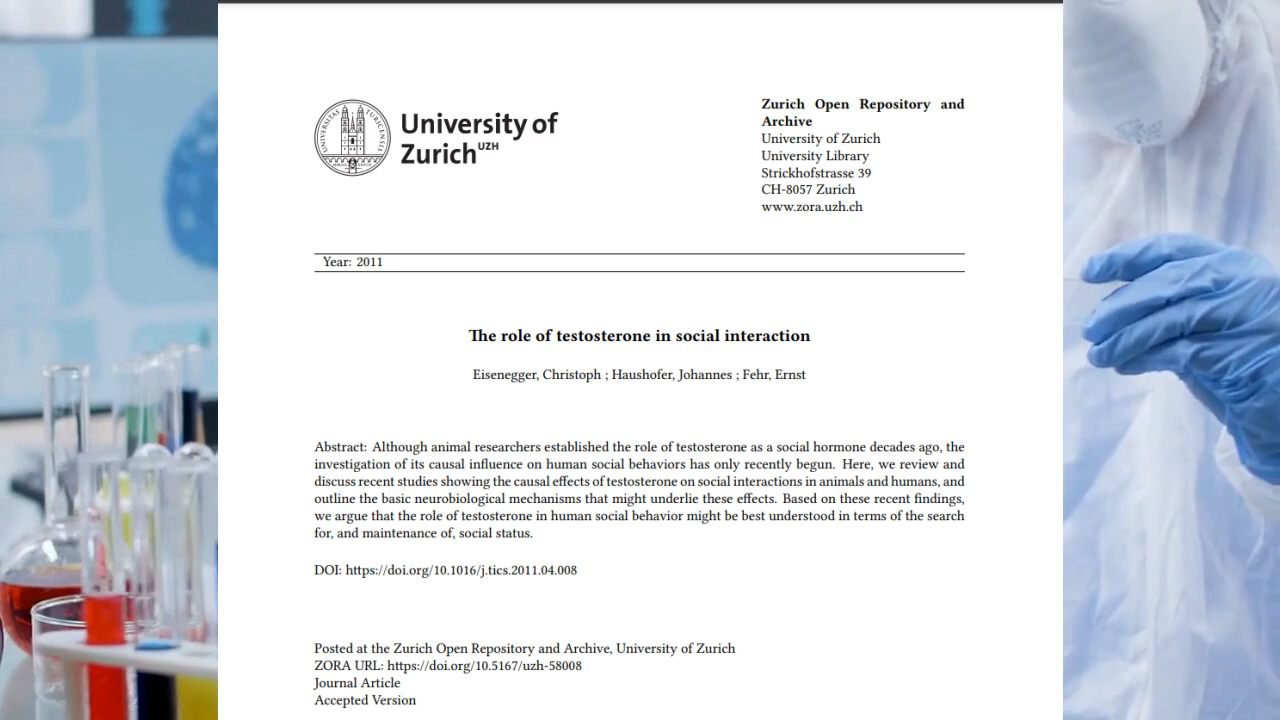 University of
Zurich UZH
UNIVERSITAS TURICENSIS
Zurich Open Repository and
Archive
University of Zurich
University Library
Strickhofstrasse 39
CH-8057 Zurich
www.zora.uzh.ch
Year: 2011
The role of testosterone in social interaction
Eisenegger, Christoph ; Haushofer, Johannes ; Fehr, Ernst
Abstract: Although animal researchers established the role of testosterone as a social hormone decades ago, the
investigation of its causal influence on human social behaviors has only recently begun. Here, we review and
discuss recent studies showing the causal effects of testosterone on social interactions in animals and humans, and
outline the basic neurobiological mechanisms that might underlie these effects. Based on these recent findings,
we argue that the role of testosterone in human social behavior might be best understood in terms of the search
for, and maintenance of, social status.
DOI: https://doi.org/10.1016/j.tics.2011.04.008
Posted at the Zurich Open Repository and Archive, University of Zurich
ZORA URL: https://doi.org/10.5167/uzh-58008
Journal Article
Accepted Version